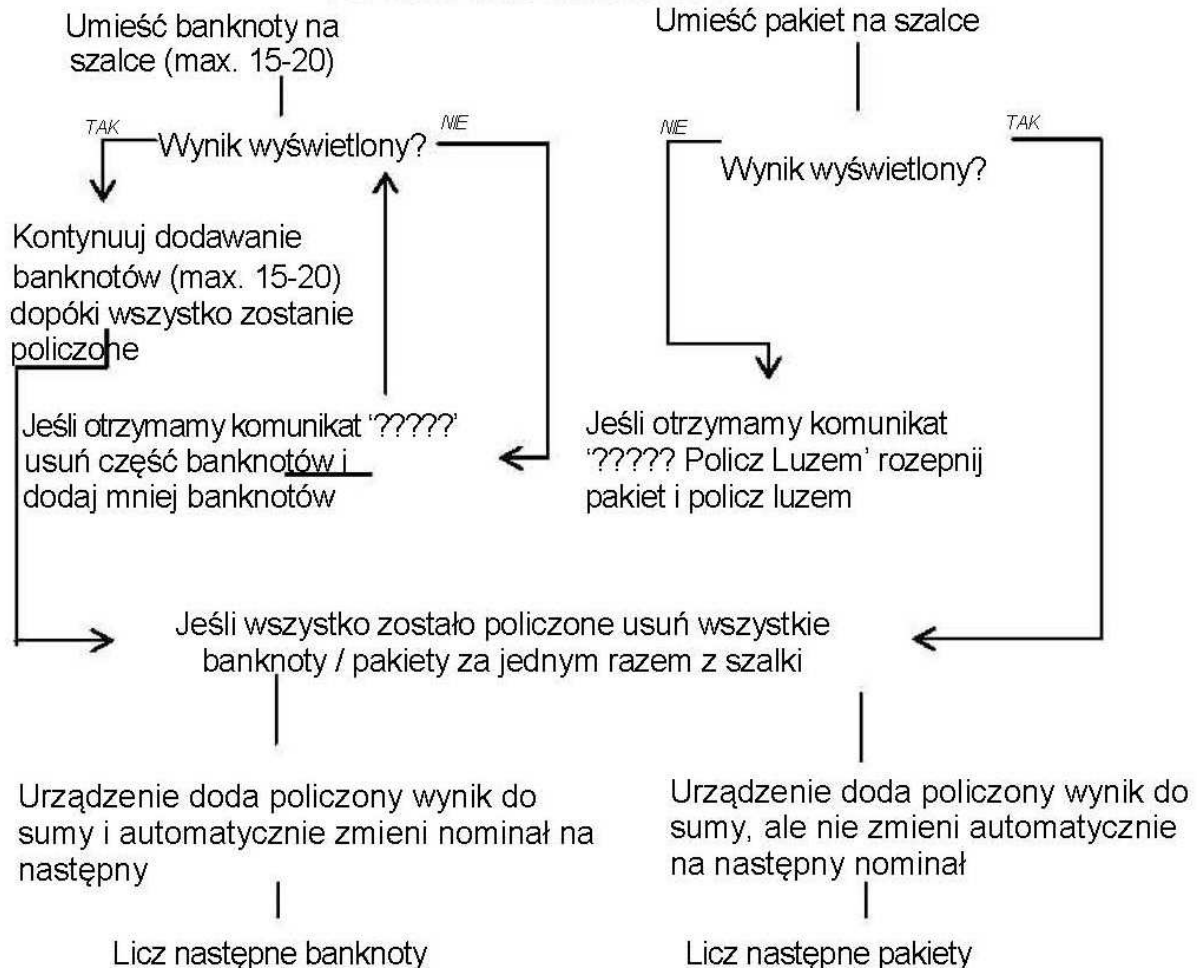 Umieść banknoty na
szalce (max. 15-20)
Umieść pakiet na szalce
TAK
Wynik wyświetlony?
NIE
NIE
Wynik wyświetlony?
TAK
Kontynuuj dodawanie
banknotów (max. 15-20)
dopóki wszystko zostanie
policzone
Jeśli otrzymamy komunikat ‘?????’
usuń część banknotów i
dodaj mniej banknotów
Jeśli otrzymamy komunikat
‘????? Policz Luzem’ rozepnij
pakiet i policz luzem
Jeśli wszystko zostało policzone usuń wszystkie
banknoty / pakiety za jednym razem z szalki
Urządzenie doda policzony wynik do
sumy i automatycznie zmieni nominał na
następny
Urządzenie doda policzony wynik do
sumy, ale nie zmieni automatycznie
na następny nominał
Licz następne banknoty
Licz następne pakiety